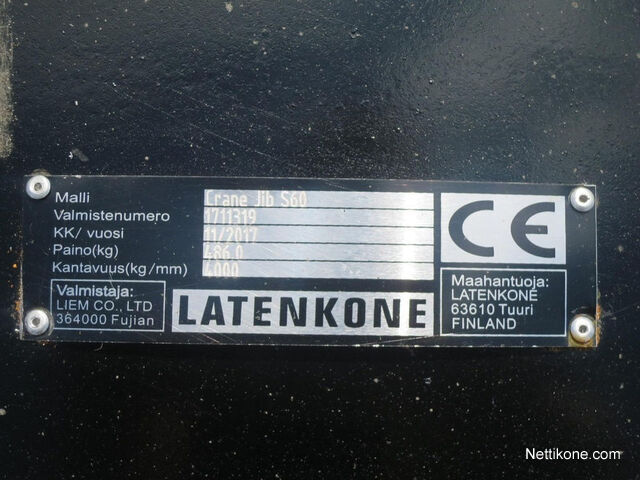 Malli Crane Jib S60
Valmistenumero 1711319
KK/ vuosi 11/2017
Paino(kg) 486.0
Kantavuus(kg/mm) 4000
CE
Valmistaja:
LIEM CO., LTD
364000 Fujian
LATENKONE
Maahantuoja:
LATENKONE
63610 Tuuri
FINLAND
Nettikone.com